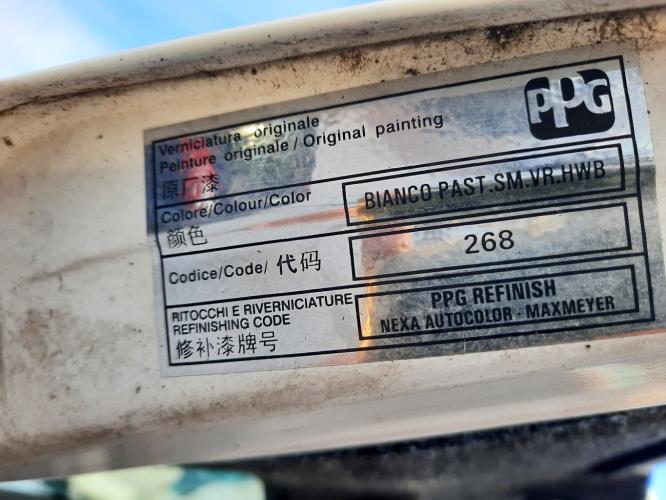 PPG
Verniciatura originale
Peinture originale / Original painting
原厂漆
Colore/Colour/Color
颜色
BIANCO PAST.SM.VR.HWB
Codice/Code/ 代码
268
RITOCCHI E RIVERNICIATURE
REFINISHING CODE
修补漆牌号
PPG REFINISH
NEXA AUTOCOLOR - MAXMEYER